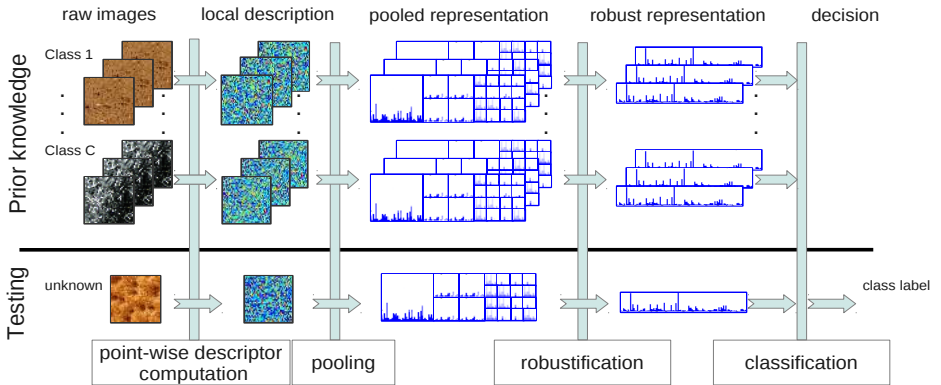 raw images
local description
pooled representation
robust representation
decision
Prior knowledge
Class 1
Class C
Testing
unknown
class label
point-wise descriptor
computation
pooling
robustification
classification